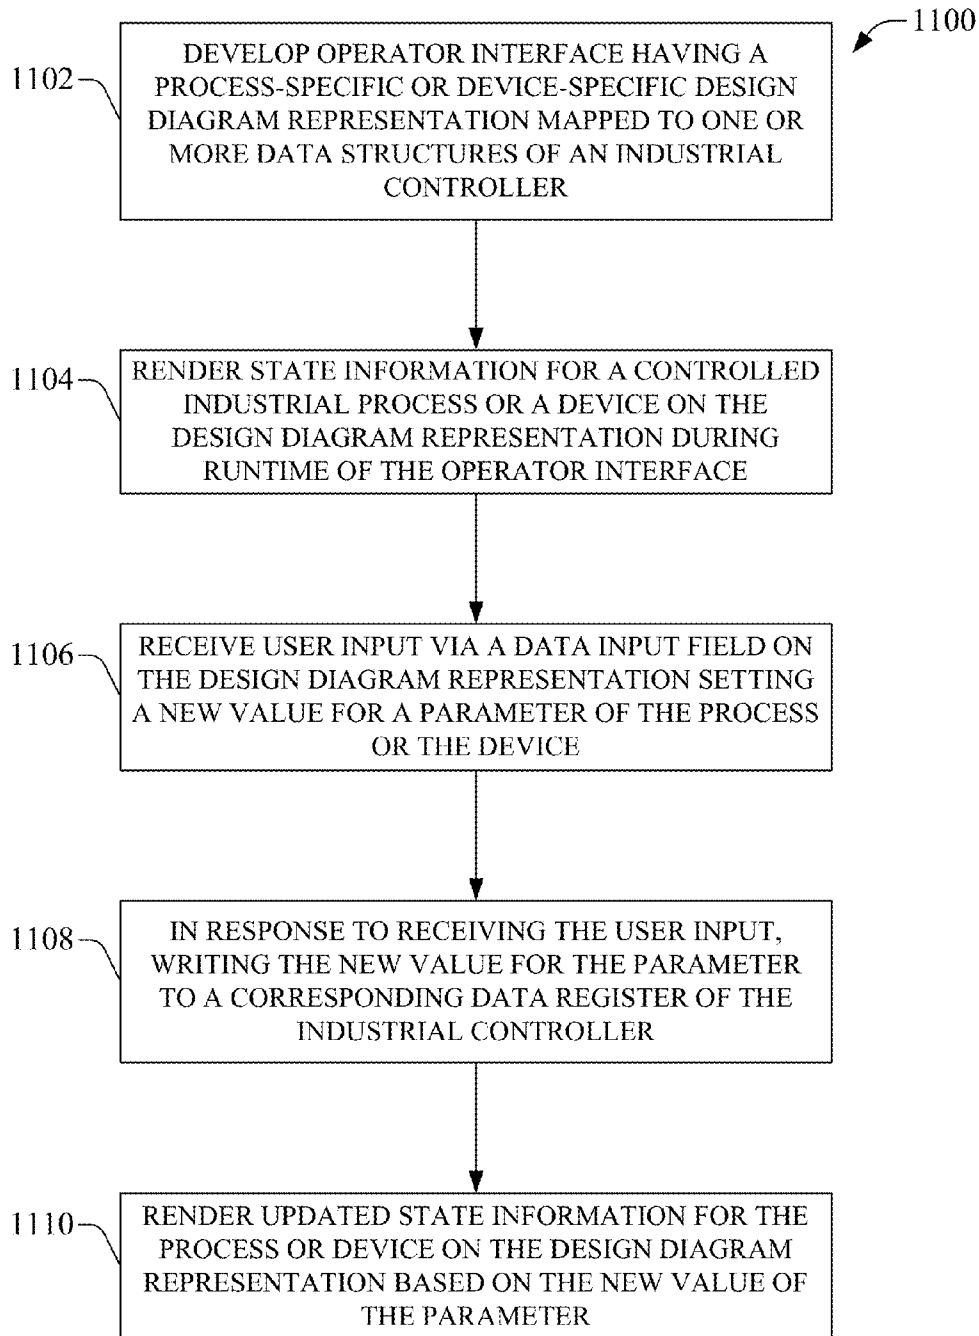 1100
1102
DEVELOP OPERATOR INTERFACE HAVING A
PROCESS-SPECIFIC OR DEVICE-SPECIFIC DESIGN
DIAGRAM REPRESENTATION MAPPED TO ONE OR
MORE DATA STRUCTURES OF AN INDUSTRIAL
CONTROLLER
1104
RENDER STATE INFORMATION FOR A CONTROLLED
INDUSTRIAL PROCESS OR A DEVICE ON THE
DESIGN DIAGRAM REPRESENTATION DURING
RUNTIME OF THE OPERATOR INTERFACE
1106
RECEIVE USER INPUT VIA A DATA INPUT FIELD ON
THE DESIGN DIAGRAM REPRESENTATION SETTING
A NEW VALUE FOR A PARAMETER OF THE PROCESS
OR THE DEVICE
1108
IN RESPONSE TO RECEIVING THE USER INPUT,
WRITING THE NEW VALUE FOR THE PARAMETER
TO A CORRESPONDING DATA REGISTER OF THE
INDUSTRIAL CONTROLLER
1110
RENDER UPDATED STATE INFORMATION FOR THE
PROCESS OR DEVICE ON THE DESIGN DIAGRAM
REPRESENTATION BASED ON THE NEW VALUE OF
THE PARAMETER